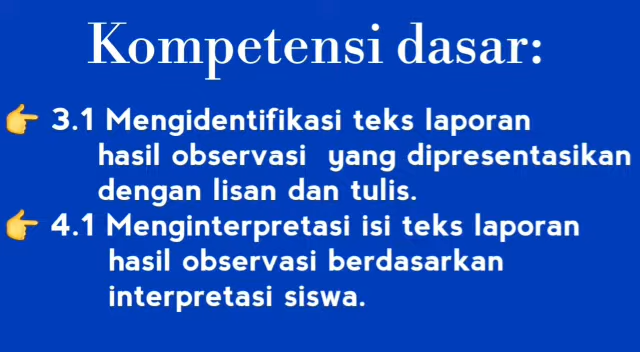 Kompetensi dasar:
👉 3.1 Mengidentifikasi teks laporan
hasil observasi yang dipresentasikan
dengan lisan dan tulis.
👉 4.1 Menginterpretasi isi teks laporan
hasil observasi berdasarkan
interpretasi siswa.